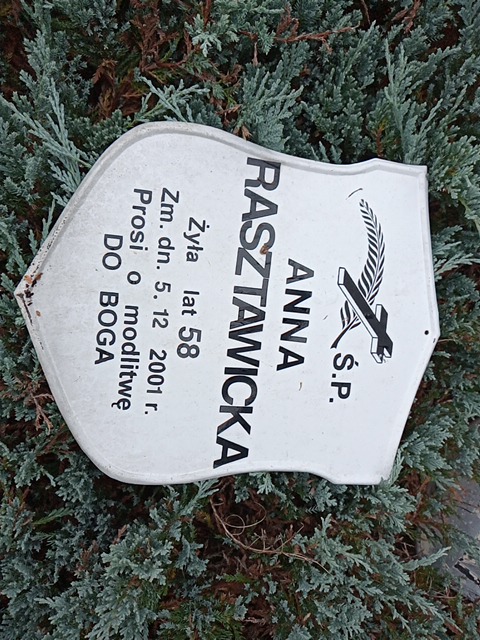 Ś.P.
ANNA
RASZTAWICKA
Żyła lat 58
Zm. dn. 5. 12 2001 r.
Prosi o modlitwę
DO BOGA